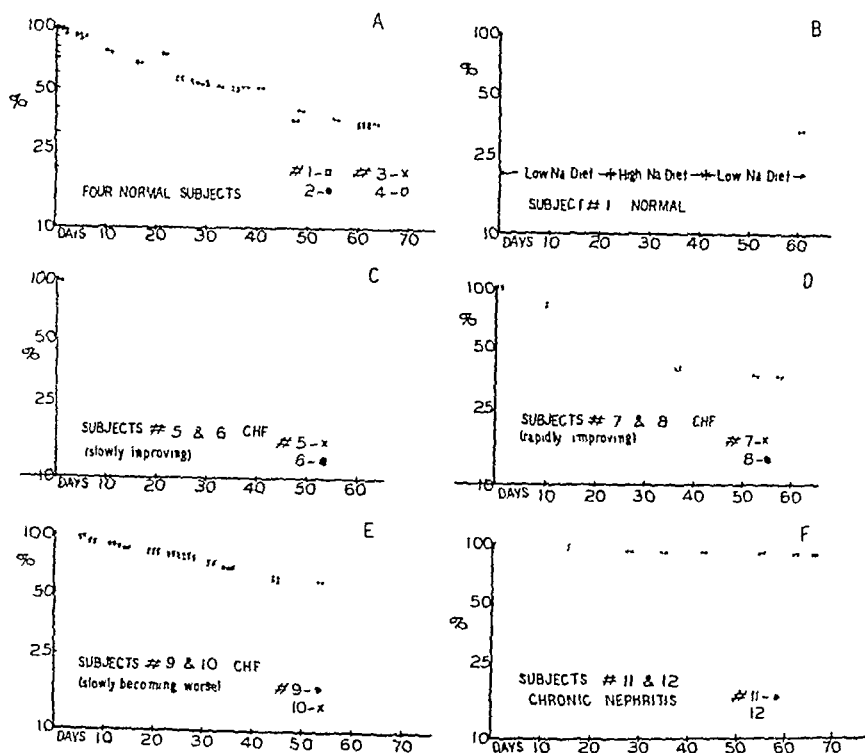 A
100
50
%
25
10
FOUR NORMAL SUBJECTS
#1-□ #3-x
2-● 4-o
DAYS 10 20 30 40 50 60 70
B
100
50
%
25
10
Low Na Diet High Na Diet Low Na Diet
SUBJECT #1 NORMAL
DAYS 10 20 30 40 50 60
C
100
50
%
25
10
SUBJECTS #5 & 6 CHF
(slowly improving)
#5-x
6-●
DAYS 10 20 30 40 50 60
D
100
%
50
25
10
SUBJECTS #7 & 8 CHF
(rapidly improving)
#7-x
8-●
DAYS 10 20 30 40 50 60
E
100
%
50
25
10
SUBJECTS #9 & 10 CHF
(slowly becoming worse)
#9-●
10-x
DAYS 10 20 30 40 50 60 70
F
100
50
%
25
10
SUBJECTS #11 & 12
CHRONIC NEPHRITIS
#11-●
12
DAYS 10 20 30 40 50 60 70